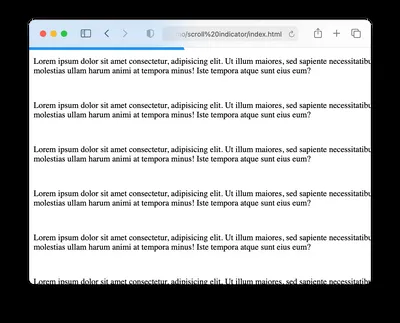 io/scroll%20indicator/index.html
Lorem ipsum dolor sit amet consectetur, adipisicing elit. Ut illum maiores, sed sapiente necessitatibu
molestias ullam harum animi at tempora minus! Iste tempora atque sunt eius eum?
Lorem ipsum dolor sit amet consectetur, adipisicing elit. Ut illum maiores, sed sapiente necessitatibu
molestias ullam harum animi at tempora minus! Iste tempora atque sunt eius eum?
Lorem ipsum dolor sit amet consectetur, adipisicing elit. Ut illum maiores, sed sapiente necessitatibu
molestias ullam harum animi at tempora minus! Iste tempora atque sunt eius eum?
Lorem ipsum dolor sit amet consectetur, adipisicing elit. Ut illum maiores, sed sapiente necessitatibu
molestias ullam harum animi at tempora minus! Iste tempora atque sunt eius eum?
Lorem ipsum dolor sit amet consectetur, adipisicing elit. Ut illum maiores, sed sapiente necessitatibu
molestias ullam harum animi at tempora minus! Iste tempora atque sunt eius eum?
Lorem ipsum dolor sit amet consectetur, adipisicing elit. Ut illum maiores, sed sapiente necessitatibu